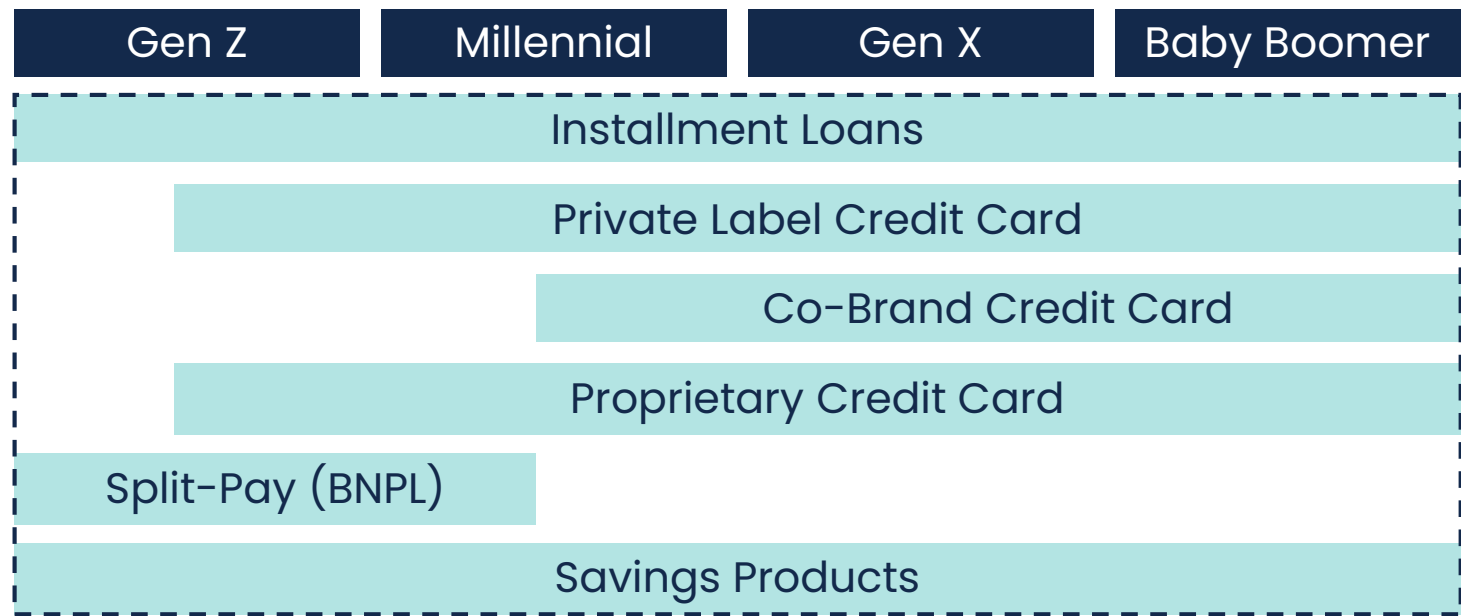 Gen Z
Millennial
Gen X
Baby Boomer
Installment Loans
Private Label Credit Card
Co-Brand Credit Card
Proprietary Credit Card
Split-Pay (BNPL)
Savings Products